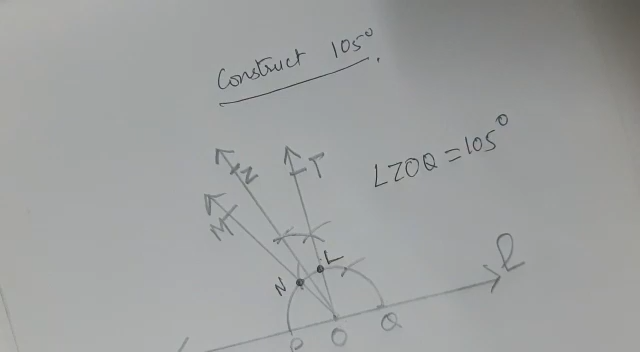 Construct 105°.
∠ZOQ = 105°
Z
T
M
L
N
l
P
O
Q